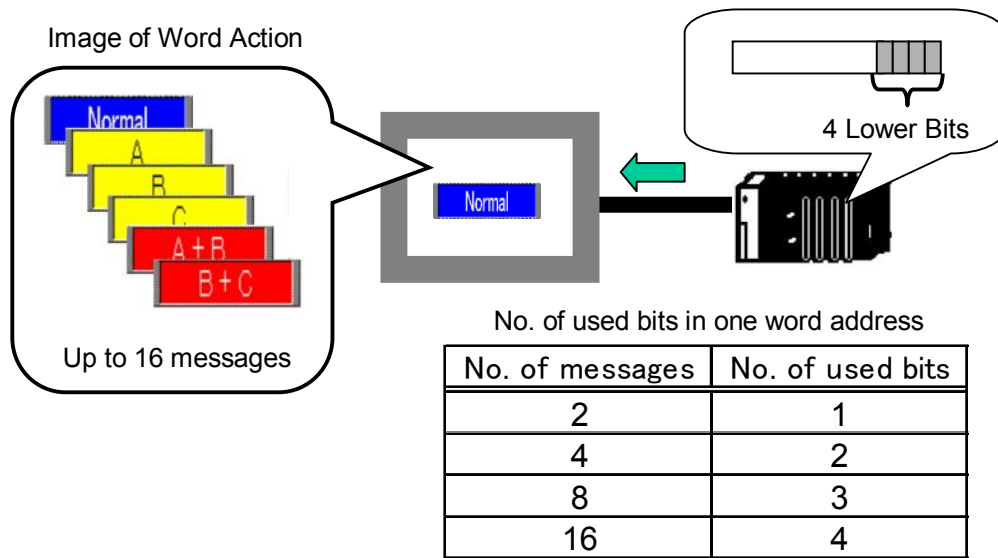 Image of Word Action
Normal
A
B
C
A+B
B+C
Up to 16 messages
Normal
4 Lower Bits
No. of used bits in one word address
No. of messages No. of used bits
2 1
4 2
8 3
16 4